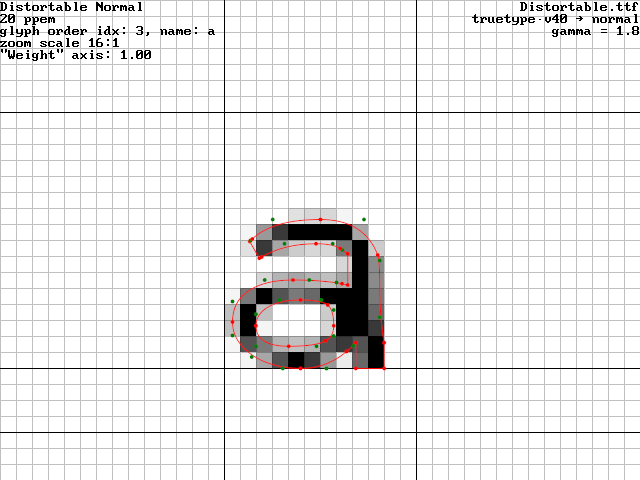 Distortable Normal
20 ppem
glyph order idx: 3, name: a
zoom scale 16:1
"Weight" axis: 1.00
Distortable.ttf
truetype-v40 → normal
gamma = 1.8
a